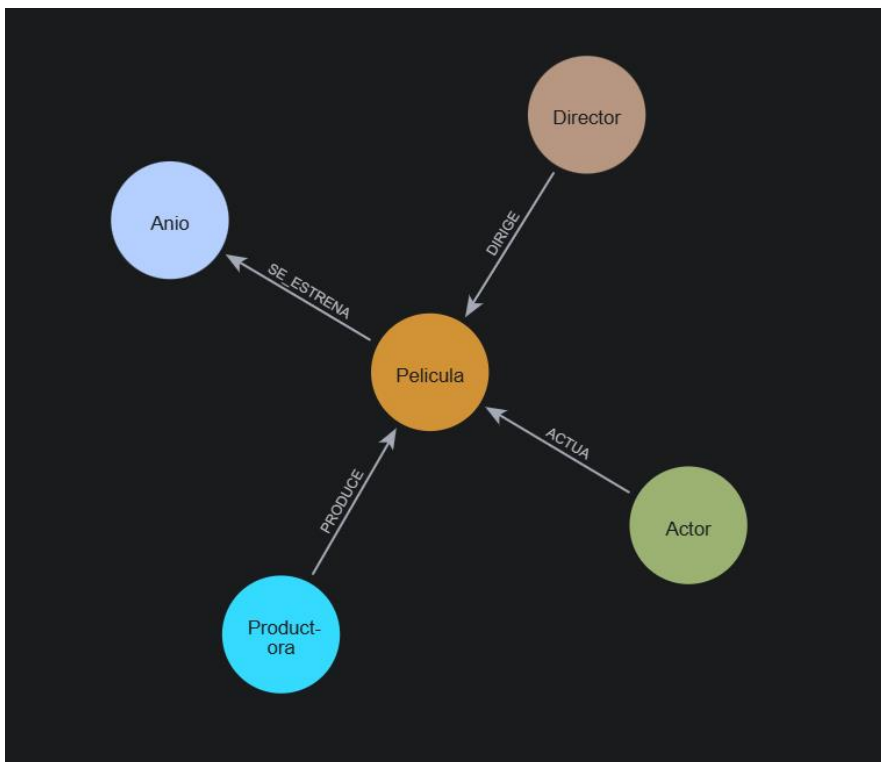 Director
Anio
DIRIGE
SE_ESTRENA
Pelicula
ACTUA
PRODUCE
Actor
Product-
ora